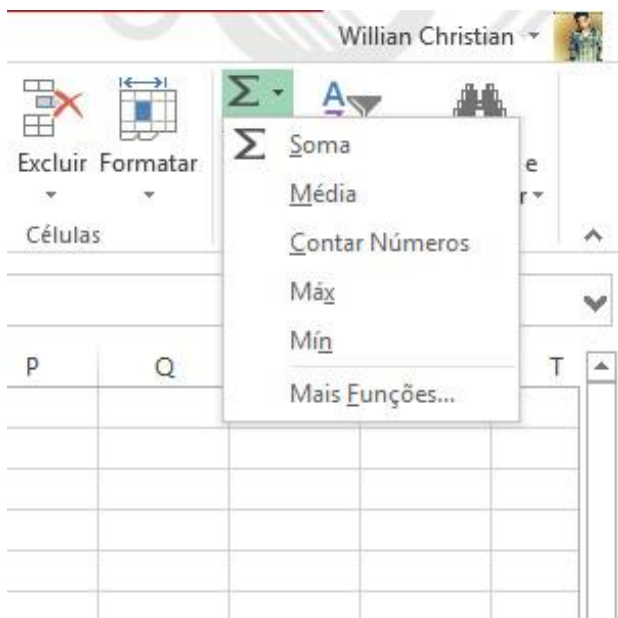 Willian Christian
Σ
A
Excluir Formatar
e
r
Células
Σ Soma
Média
Contar Números
Máx
Mín
Mais Funções...
P Q T